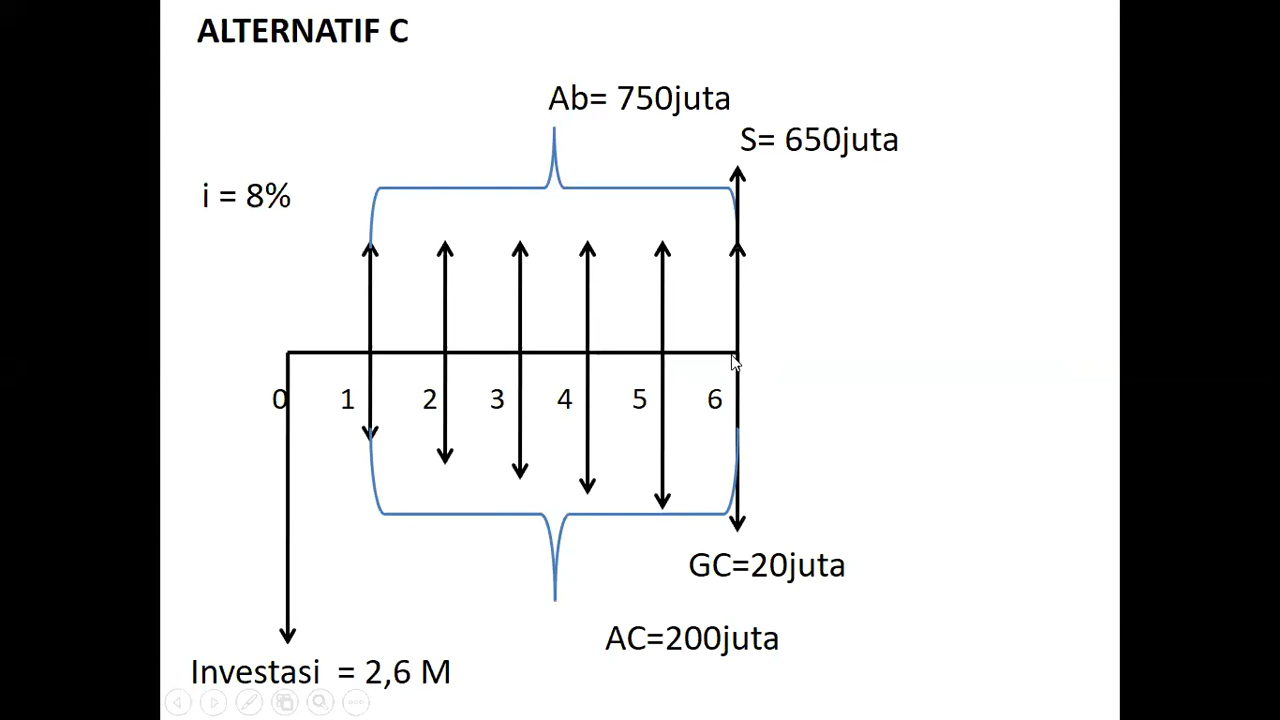 ALTERNATIF C
Ab= 750juta
S= 650juta
i = 8%
0 1 2 3 4 5 6
GC=20juta
AC=200juta
Investasi = 2,6 M